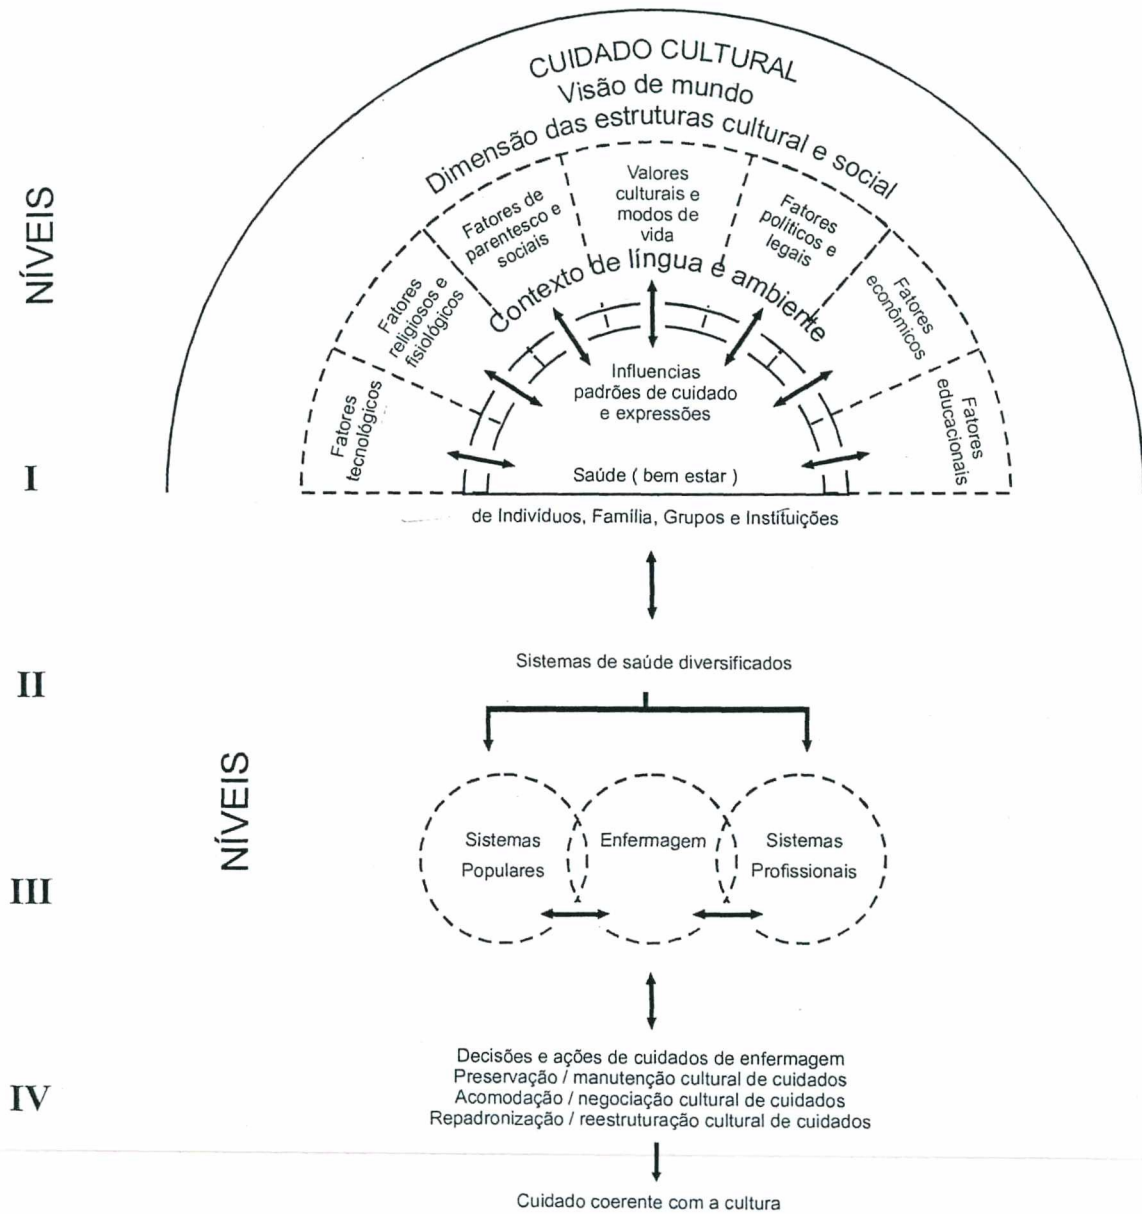 CUIDADO CULTURAL
Visão de mundo
Dimensão das estruturas cultural e social
NÍVEIS
Fatores
tecnológicos
Fatores
religiosos e
fisiológicos
Fatores de
parentesco e
sociais
Valores
culturais e
modos de
vida
Fatores
políticos e
legais
Fatores
econômicos
Fatores
educacionais
Contexto de língua e ambiente
Influencias
padrões de cuidado
e expressões
I
Saúde ( bem estar )
de Indivíduos, Família, Grupos e Instituições
II
Sistemas de saúde diversificados
NÍVEIS
III
Sistemas
Populares
Enfermagem
Sistemas
Profissionais
IV
Decisões e ações de cuidados de enfermagem
Preservação / manutenção cultural de cuidados
Acomodação / negociação cultural de cuidados
Repadronização / reestruturação cultural de cuidados
Cuidado coerente com a cultura